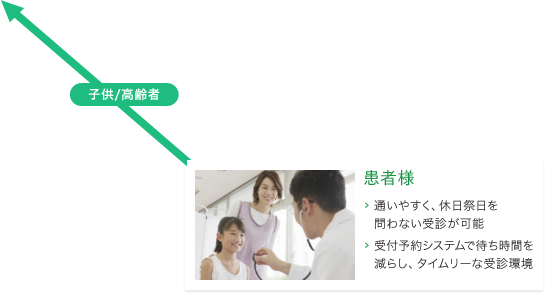 子供/高齢者
患者様
通いやすく、休日祭日を
問わない受診が可能
受付予約システムで待ち時間を
減らし、タイムリーな受診環境